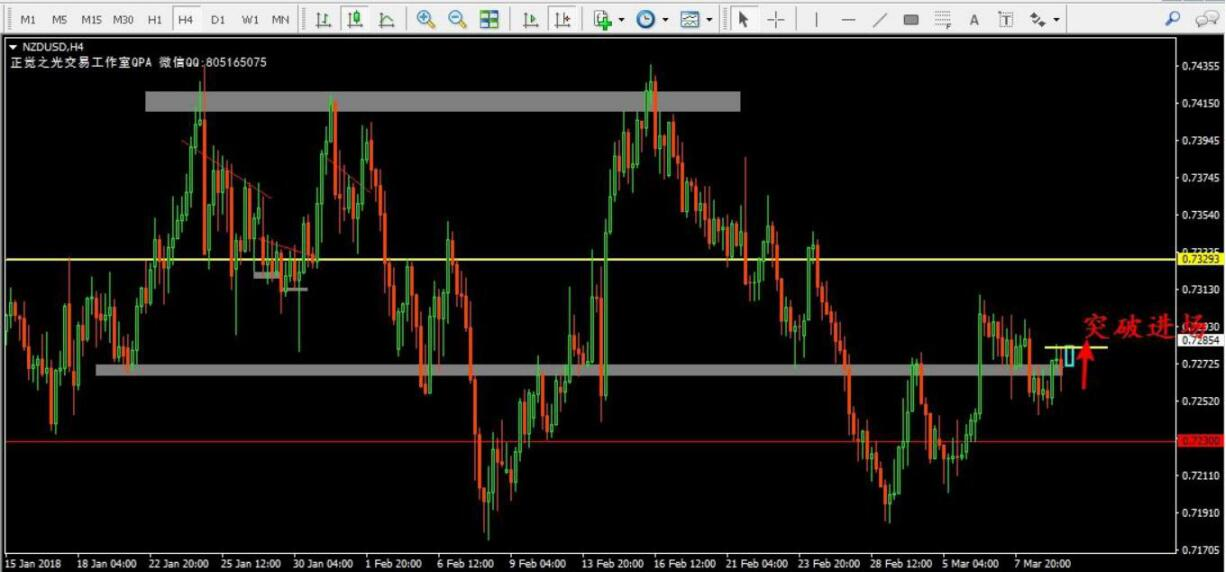 M1 M5 M15 M30 H1 H4 D1 W1 MN
NZDUSD,H4
正觉之光交易工作室QPA 微信QQ:805165075
0.74355
0.74150
0.73945
0.73745
0.73540
0.73293
0.73130
突破进场
0.72854
0.72725
0.72520
0.72300
0.72110
0.71910
0.71705
15 Jan 2018 18 Jan 04:00 22 Jan 20:00 25 Jan 12:00 30 Jan 04:00 1 Feb 20:00 6 Feb 12:00 9 Feb 04:00 13 Feb 20:00 16 Feb 12:00 21 Feb 04:00 23 Feb 20:00 28 Feb 12:00 5 Mar 04:00 7 Mar 20:00